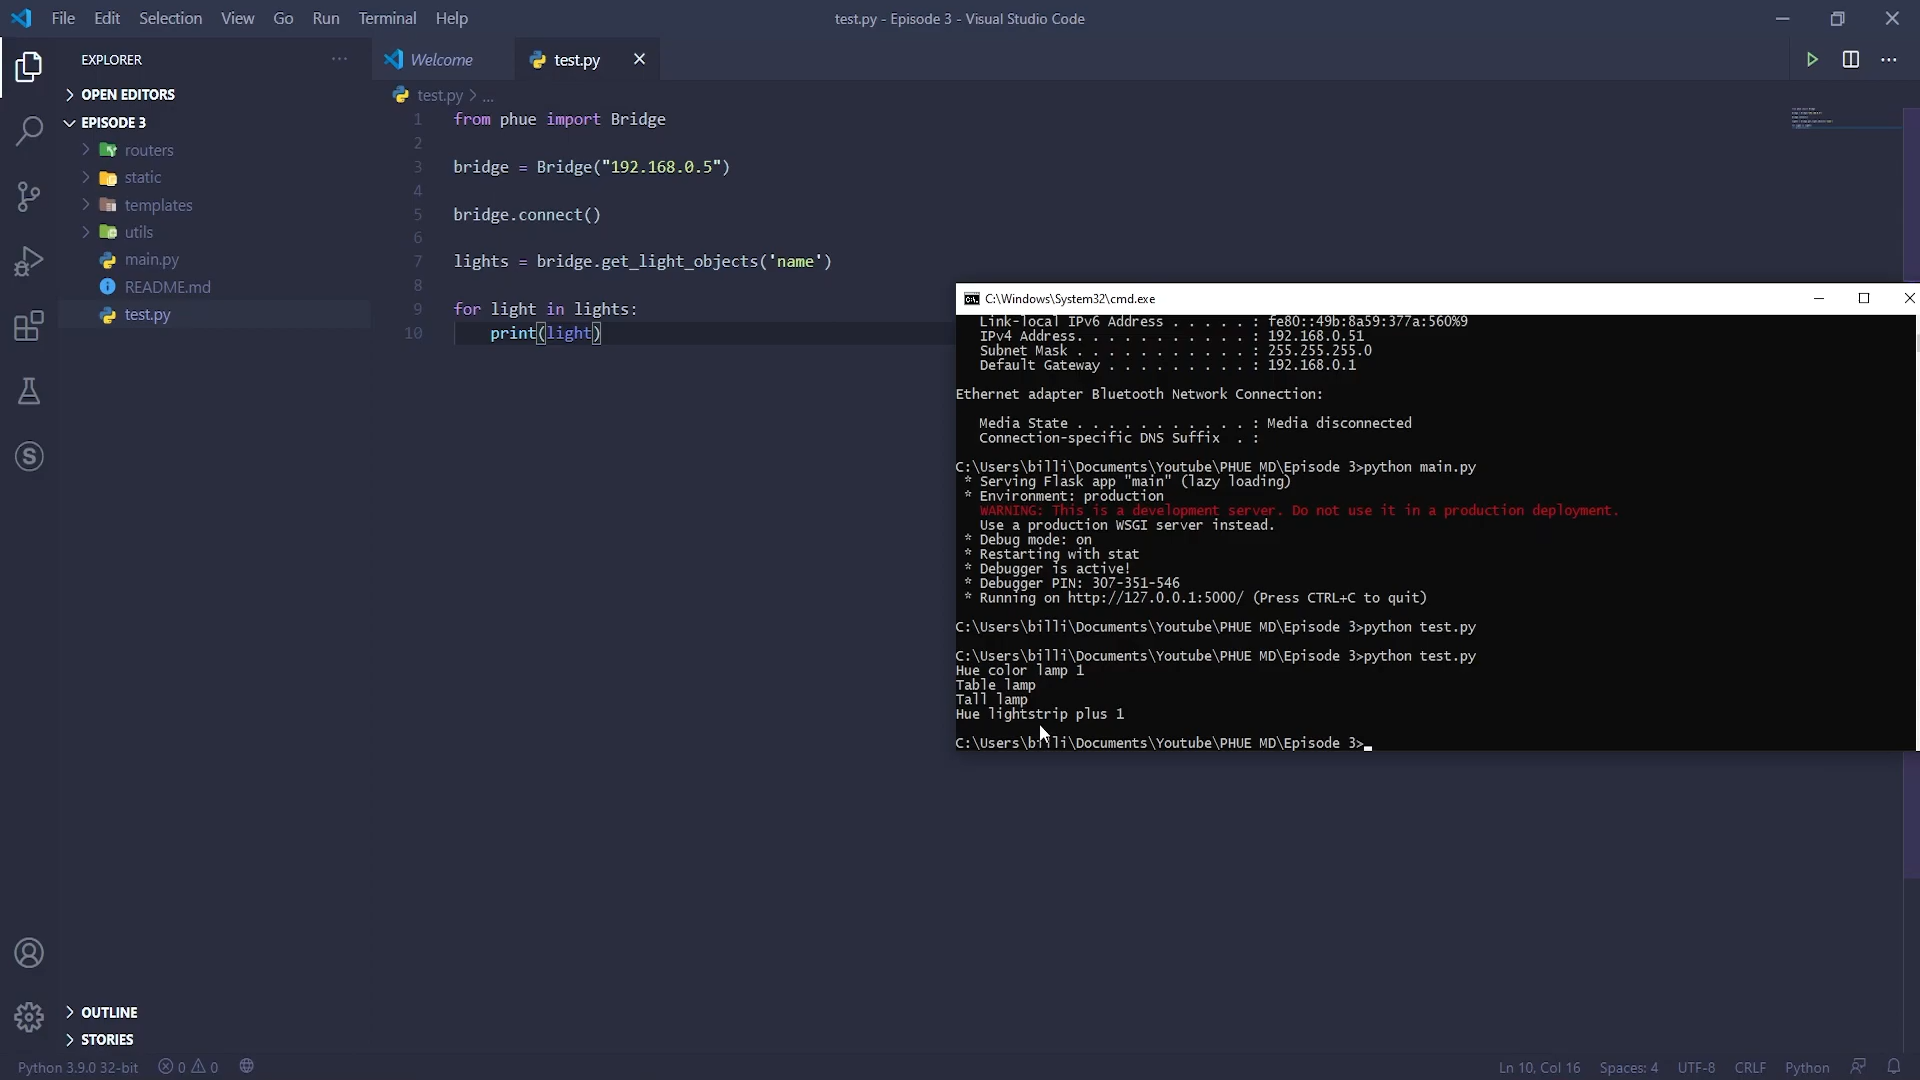 File Edit Selection View Go Run Terminal Help
test.py - Episode 3 - Visual Studio Code
EXPLORER
OPEN EDITORS
EPISODE 3
routers
static
templates
utils
main.py
README.md
test.py
OUTLINE
STORIES
Welcome
test.py
test.py > ...
1 from phue import Bridge
2
3 bridge = Bridge("192.168.0.5")
4
5 bridge.connect()
6
7 lights = bridge.get_light_objects('name')
8
9 for light in lights:
10 print(light)
C:\Windows\System32\cmd.exe
Link-local IPv6 Address . . . . . : fe80::49b:8a59:377a:560%9
IPv4 Address. . . . . . . . . . . : 192.168.0.51
Subnet Mask . . . . . . . . . . . : 255.255.255.0
Default Gateway . . . . . . . . . : 192.168.0.1
Ethernet adapter Bluetooth Network Connection:
Media State . . . . . . . . . . . : Media disconnected
Connection-specific DNS Suffix . :
C:\Users\billi\Documents\Youtube\PHUE MD\Episode 3>python main.py
* Serving Flask app "main" (lazy loading)
* Environment: production
WARNING: This is a development server. Do not use it in a production deployment.
Use a production WSGI server instead.
* Debug mode: on
* Restarting with stat
* Debugger is active!
* Debugger PIN: 307-351-546
* Running on http://127.0.0.1:5000/ (Press CTRL+C to quit)
C:\Users\billi\Documents\Youtube\PHUE MD\Episode 3>python test.py
C:\Users\billi\Documents\Youtube\PHUE MD\Episode 3>python test.py
Hue color lamp 1
Table lamp
Tall lamp
Hue lightstrip plus 1
C:\Users\billi\Documents\Youtube\PHUE MD\Episode 3>
Python 3.9.0 32-bit 0 0
Ln 10, Col 16 Spaces: 4 UTF-8 CRLF Python